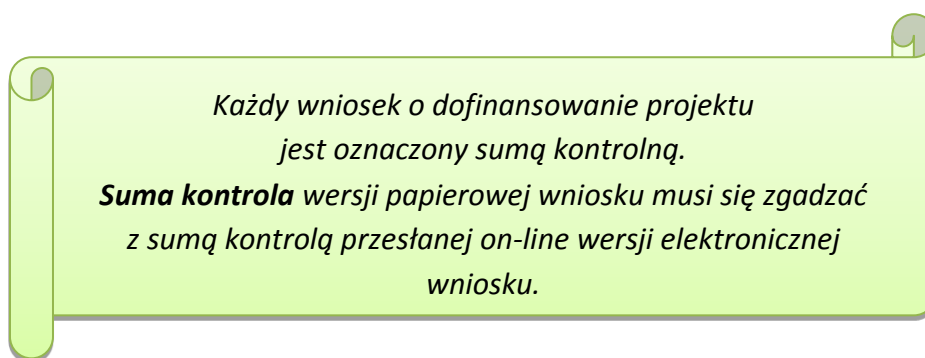 Każdy wniosek o dofinansowanie projektu
jest oznaczony sumą kontrolną.
Suma kontrola wersji papierowej wniosku musi się zgadzać
z sumą kontrolą przesłanej on-line wersji elektronicznej
wniosku.